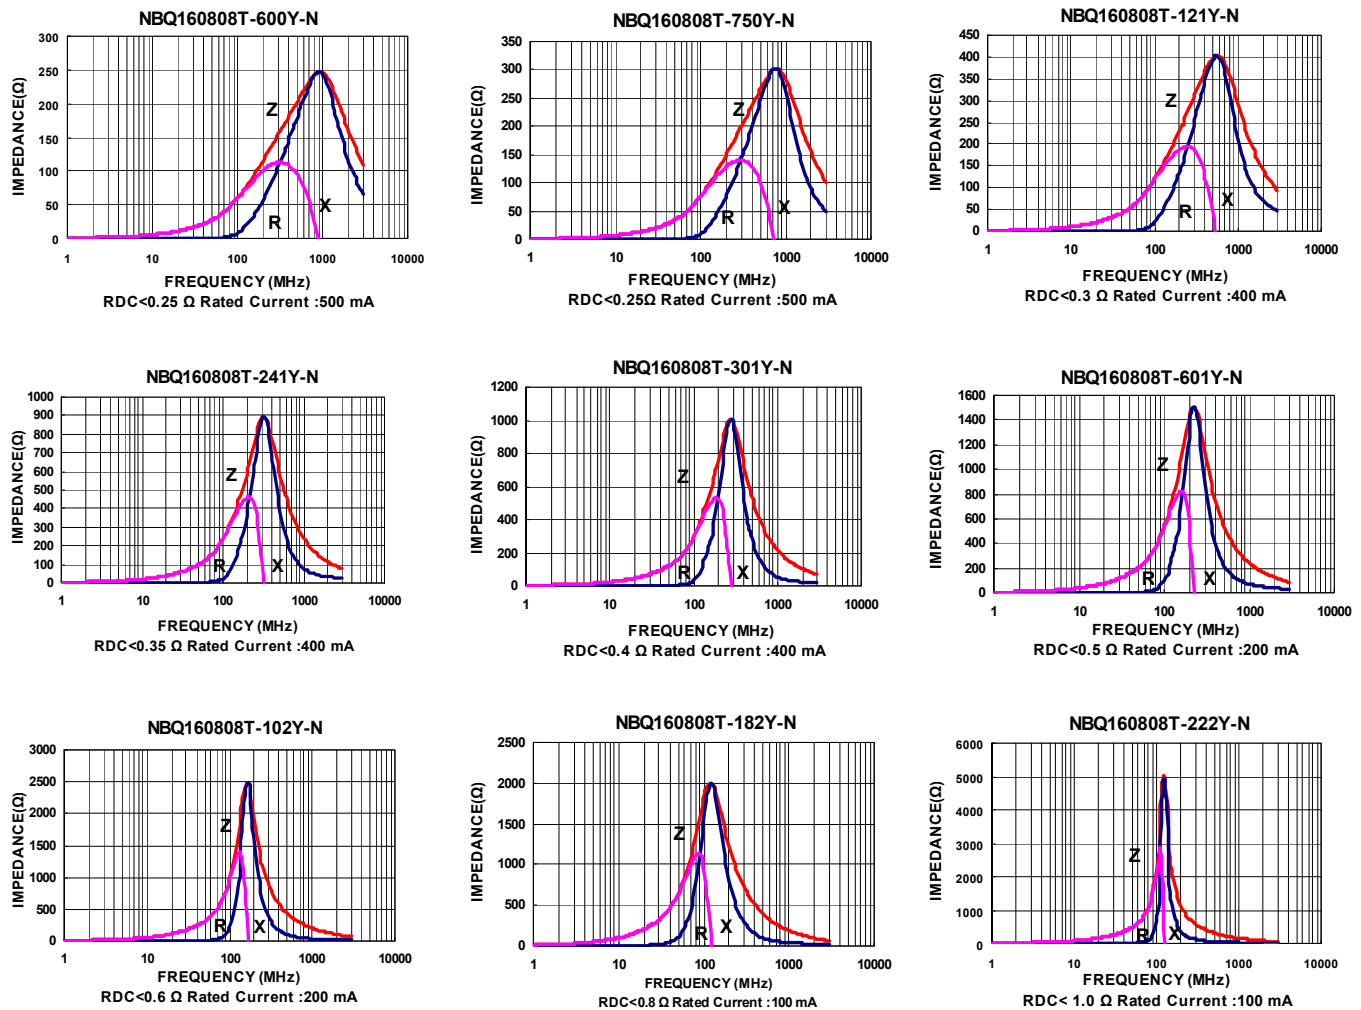 NBQ160808T-600Y-N
IMPEDANCE(Ω)
300
250
200
150
100
50
0
Z
R
X
1 10 100 1000 10000
FREQUENCY (MHz)
RDC<0.25 Ω Rated Current :500 mA
NBQ160808T-750Y-N
IMPEDANCE(Ω)
350
300
250
200
150
100
50
0
Z
R
X
1 10 100 1000 10000
FREQUENCY (MHz)
RDC<0.25Ω Rated Current :500 mA
NBQ160808T-121Y-N
IMPEDANCE(Ω)
450
400
350
300
250
200
150
100
50
0
Z
R
X
1 10 100 1000 10000
FREQUENCY (MHz)
RDC<0.3 Ω Rated Current :400 mA
NBQ160808T-241Y-N
IMPEDANCE(Ω)
1000
900
800
700
600
500
400
300
200
100
0
Z
R
X
1 10 100 1000 10000
FREQUENCY (MHz)
RDC<0.35 Ω Rated Current :400 mA
NBQ160808T-301Y-N
IMPEDANCE(Ω)
1200
1000
800
600
400
200
0
Z
R
X
1 10 100 1000 10000
FREQUENCY (MHz)
RDC<0.4 Ω Rated Current :400 mA
NBQ160808T-601Y-N
IMPEDANCE(Ω)
1600
1400
1200
1000
800
600
400
200
0
Z
R
X
1 10 100 1000 10000
FREQUENCY (MHz)
RDC<0.5 Ω Rated Current :200 mA
NBQ160808T-102Y-N
IMPEDANCE(Ω)
3000
2500
2000
1500
1000
500
0
Z
R
X
1 10 100 1000 10000
FREQUENCY (MHz)
RDC<0.6 Ω Rated Current :200 mA
NBQ160808T-182Y-N
IMPEDANCE(Ω)
2500
2000
1500
1000
500
0
Z
R
X
1 10 100 1000 10000
FREQUENCY (MHz)
RDC<0.8 Ω Rated Current :100 mA
NBQ160808T-222Y-N
IMPEDANCE(Ω)
6000
5000
4000
3000
2000
1000
0
Z
R
X
1 10 100 1000 10000
FREQUENCY (MHz)
RDC< 1.0 Ω Rated Current :100 mA